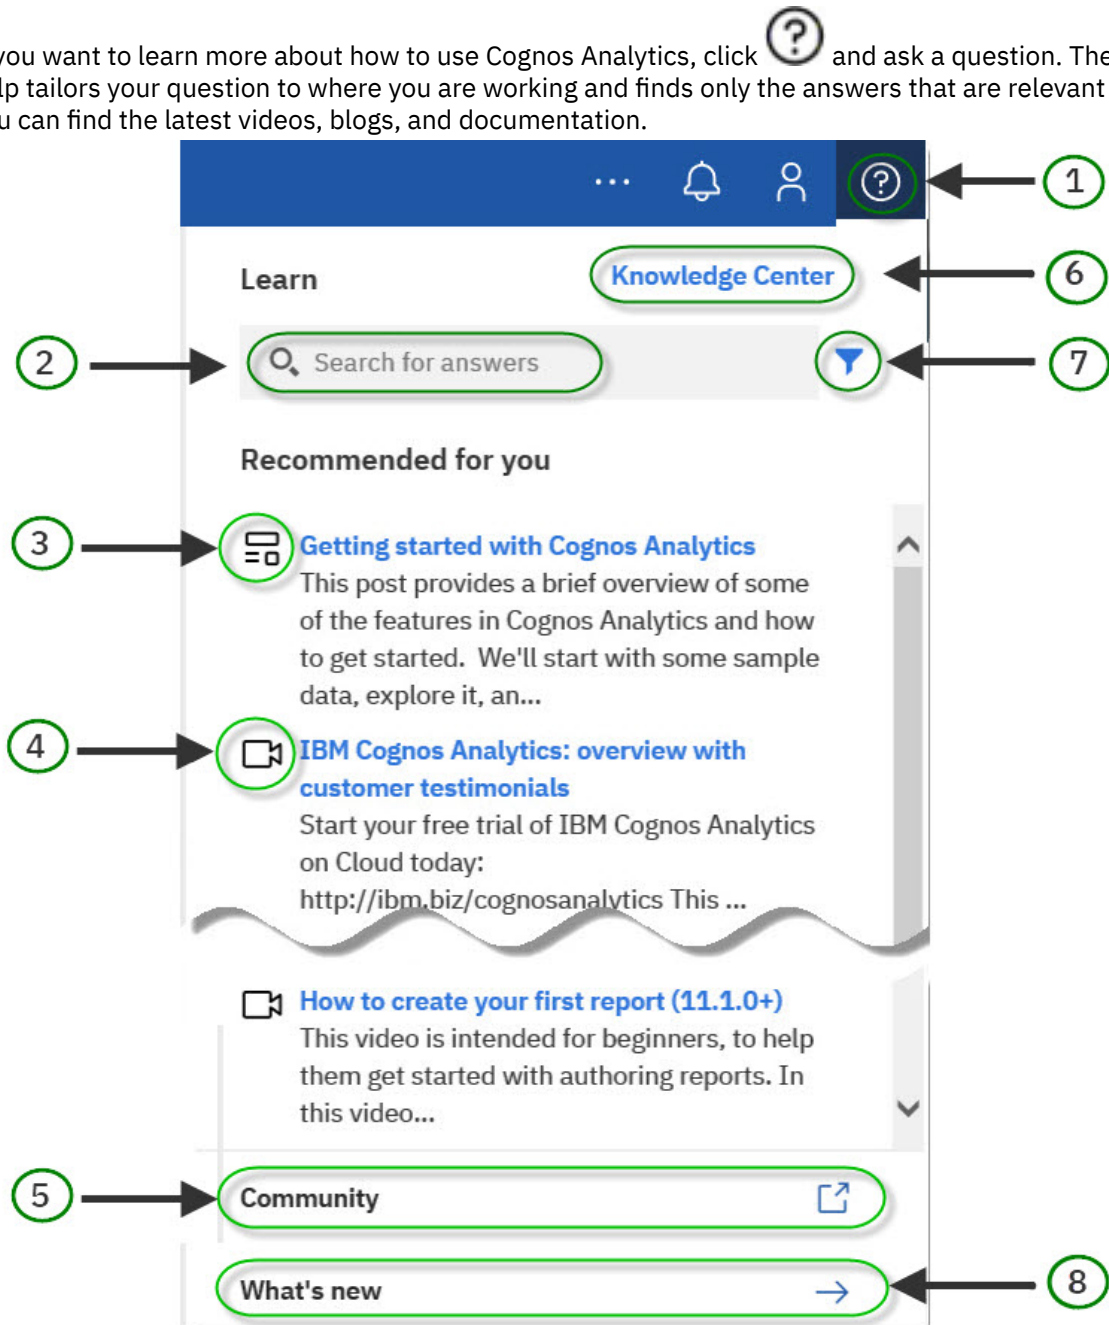 you want to learn more about how to use Cognos Analytics, click ? and ask a question. The
lp tailors your question to where you are working and finds only the answers that are relevant
u can find the latest videos, blogs, and documentation.
... ? 1
Learn Knowledge Center 6
2 Search for answers 7
Recommended for you
3 Getting started with Cognos Analytics
This post provides a brief overview of some
of the features in Cognos Analytics and how
to get started. We'll start with some sample
data, explore it, an...
4 IBM Cognos Analytics: overview with
customer testimonials
Start your free trial of IBM Cognos Analytics
on Cloud today:
http://ibm.biz/cognosanalytics This ...
How to create your first report (11.1.0+)
This video is intended for beginners, to help
them get started with authoring reports. In
this video...
5 Community
What's new 8